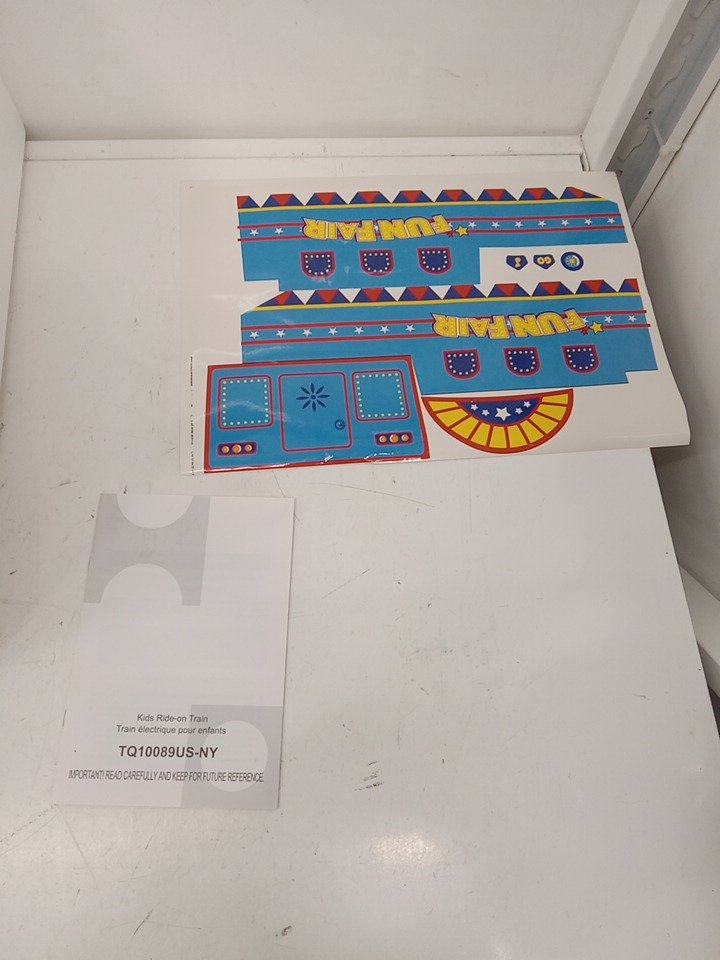 FUN FAIR
GO
FUN FAIR
Kids Ride-on Train
Train électrique pour enfants
TQ10089US-NY
IMPORTANT! READ CAREFULLY AND KEEP FOR FUTURE REFERENCE.